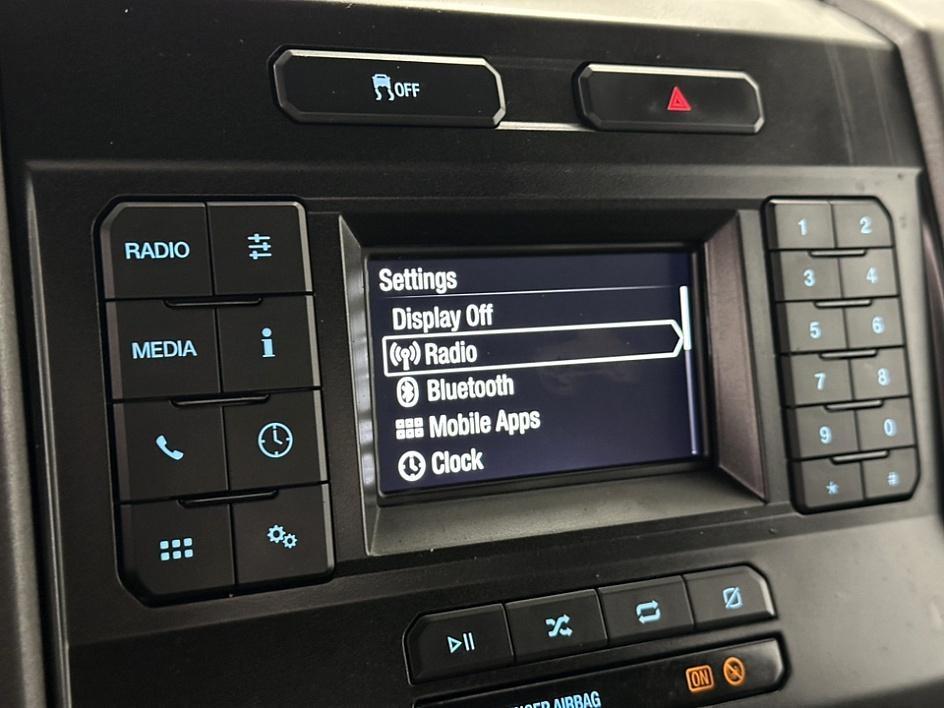 OFF
RADIO
MEDIA
Settings
Display Off
Radio
Bluetooth
Mobile Apps
Clock
1 2
3 4
5 6
7 8
9 0
* #
ON
AIRBAG